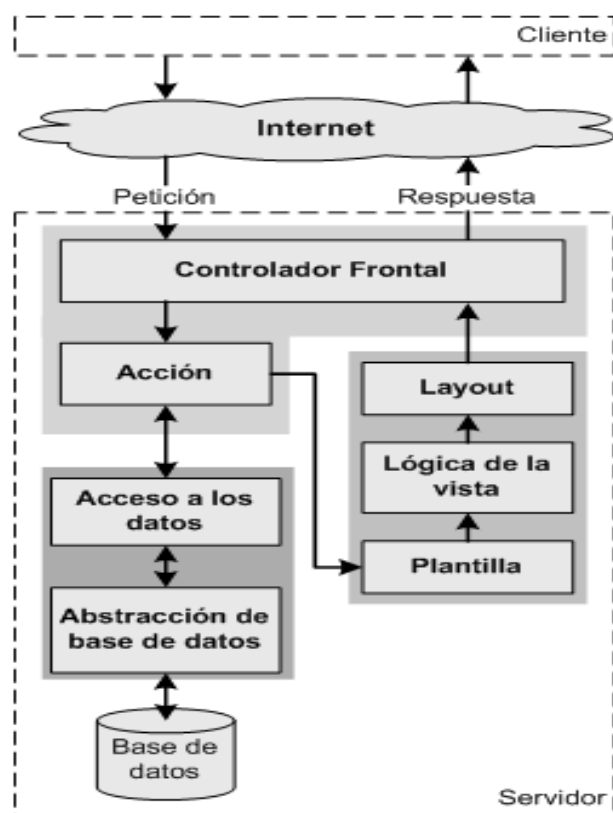 Cliente
Internet
Petición
Respuesta
Controlador Frontal
Acción
Layout
Lógica de la
vista
Plantilla
Acceso a los
datos
Abstracción de
base de datos
Base de
datos
Servidor